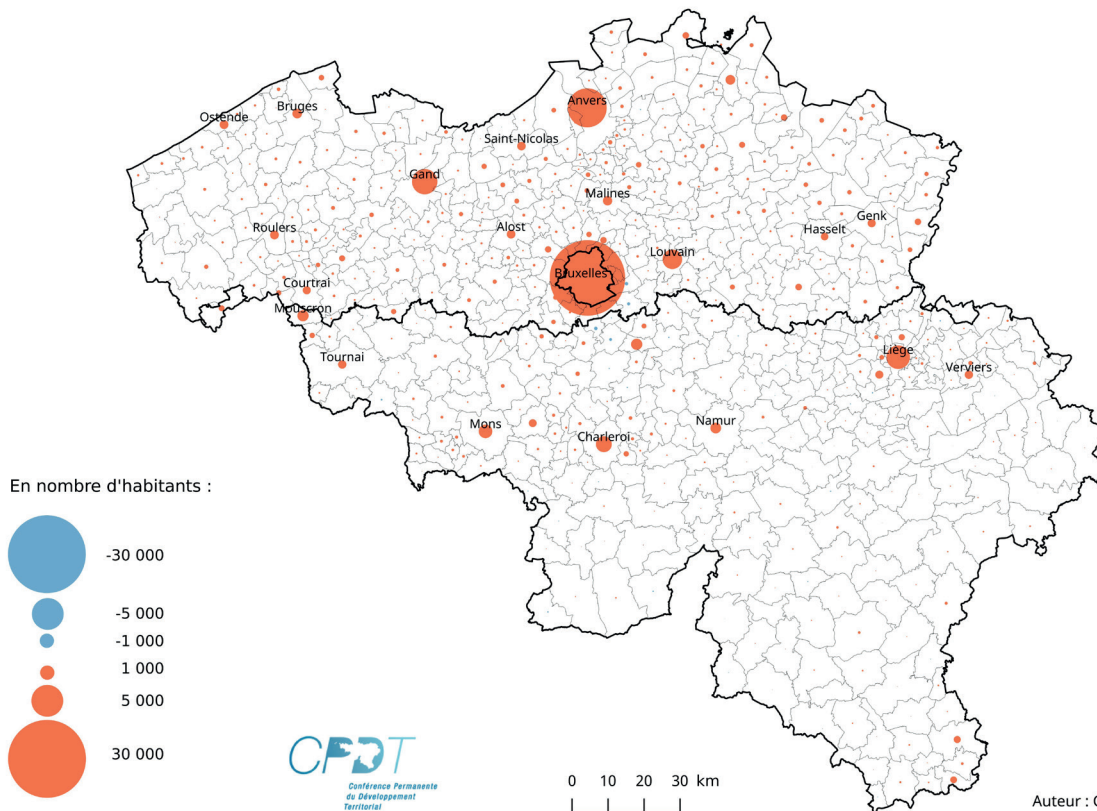 Anvers
Bruges
Ostende
Saint-Nicolas
Gand
Malines
Genk
Hasselt
Roulers
Alost
Louvain
Bruxelles
Courtrai
Mouscron
Tournai
Liège
Verviers
Mons
Namur
Charleroi
En nombre d'habitants :
-30 000
-5 000
-1 000
1 000
5 000
30 000
CPDT
Conférence Permanente
du Développement
Territorial
0 10 20 30 km
Auteur : C